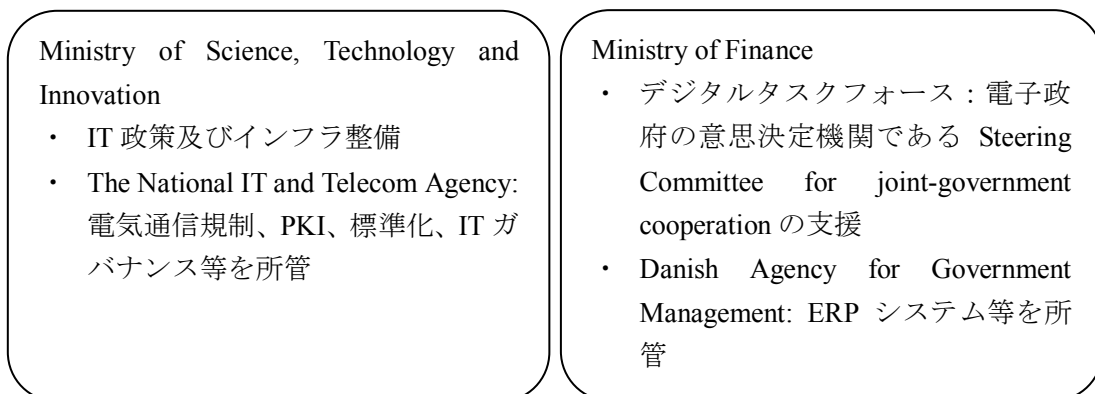 Ministry of Science, Technology and
Innovation
・ IT 政策及びインフラ整備
・ The National IT and Telecom Agency:
電気通信規制、PKI、標準化、IT ガ
バナンス等を所管
Ministry of Finance
・ デジタルタスクフォース：電子政
府の意思決定機関である Steering
Committee for joint-government
cooperation の支援
・ Danish Agency for Government
Management: ERP システム等を所
管